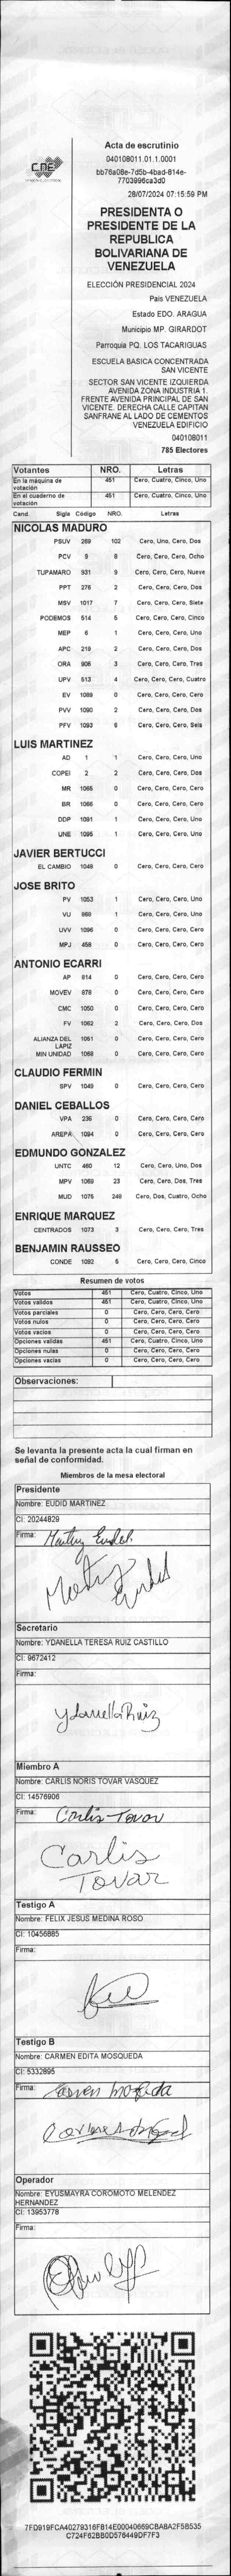 CNE
Acta de escrutinio
040108011.01.1.0001
bb76a08e-7d5b-4bad-814e-
7703996ca3d0
28/07/2024 07:15:59 PM
PRESIDENTA O
PRESIDENTE DE LA
REPUBLICA
BOLIVARIANA DE
VENEZUELA
ELECCIÓN PRESIDENCIAL 2024
Pais VENEZUELA
Estado EDO. ARAGUA
Municipio MP. GIRARDOT
Parroquia PQ. LOS TACARIGUAS
ESCUELA BASICA CONCENTRADA
SAN VICENTE
SECTOR SAN VICENTE IZQUIERDA
AVENIDA ZONA INDUSTRIA 1.
FRENTE AVENIDA PRINCIPAL DE SAN
VICENTE. DERECHA CALLE CAPITAN
SANFRANE AL LADO DE CEMENTOS
VENEZUELA EDIFICIO
040108011
785 Electores
Votantes NRO. Letras
En la máquina de votación 451 Cero, Cuatro, Cinco, Uno
En el cuaderno de votación 451 Cero, Cuatro, Cinco, Uno
Cand. Sigla Código NRO. Letras
NICOLAS MADURO
PSUV 269 102 Cero, Uno, Cero, Dos
PCV 9 8 Cero, Cero, Cero, Ocho
TUPAMARO 931 9 Cero, Cero, Cero, Nueve
PPT 276 2 Cero, Cero, Cero, Dos
MSV 1017 7 Cero, Cero, Cero, Siete
PODEMOS 514 5 Cero, Cero, Cero, Cinco
MEP 6 1 Cero, Cero, Cero, Uno
APC 219 2 Cero, Cero, Cero, Dos
ORA 906 3 Cero, Cero, Cero, Tres
UPV 513 4 Cero, Cero, Cero, Cuatro
EV 1089 0 Cero, Cero, Cero, Cero
PVV 1090 2 Cero, Cero, Cero, Dos
PFV 1093 6 Cero, Cero, Cero, Seis
LUIS MARTINEZ
AD 1 1 Cero, Cero, Cero, Uno
COPEI 2 2 Cero, Cero, Cero, Dos
MR 1065 0 Cero, Cero, Cero, Cero
BR 1066 0 Cero, Cero, Cero, Cero
DDP 1091 1 Cero, Cero, Cero, Uno
UNE 1095 1 Cero, Cero, Cero, Uno
JAVIER BERTUCCI
EL CAMBIO 1048 0 Cero, Cero, Cero, Cero
JOSE BRITO
PV 1053 1 Cero, Cero, Cero, Uno
VU 868 1 Cero, Cero, Cero, Uno
UVV 1096 0 Cero, Cero, Cero, Cero
MPJ 458 0 Cero, Cero, Cero, Cero
ANTONIO ECARRI
AP 814 0 Cero, Cero, Cero, Cero
MOVEV 878 0 Cero, Cero, Cero, Cero
CMC 1050 0 Cero, Cero, Cero, Cero
FV 1062 2 Cero, Cero, Cero, Dos
ALIANZA DEL LAPIZ 1051 0 Cero, Cero, Cero, Cero
MIN UNIDAD 1068 0 Cero, Cero, Cero, Cero
CLAUDIO FERMIN
SPV 1049 0 Cero, Cero, Cero, Cero
DANIEL CEBALLOS
VPA 236 0 Cero, Cero, Cero, Cero
AREPA 1094 0 Cero, Cero, Cero, Cero
EDMUNDO GONZALEZ
UNTC 460 12 Cero, Cero, Uno, Dos
MPV 1069 23 Cero, Cero, Dos, Tres
MUD 1075 248 Cero, Dos, Cuatro, Ocho
ENRIQUE MARQUEZ
CENTRADOS 1073 3 Cero, Cero, Cero, Tres
BENJAMIN RAUSSEO
CONDE 1092 5 Cero, Cero, Cero, Cinco
Resumen de votos
Votos 451 Cero, Cuatro, Cinco, Uno
Votos validos 451 Cero, Cuatro, Cinco, Uno
Votos parciales 0 Cero, Cero, Cero, Cero
Votos nulos 0 Cero, Cero, Cero, Cero
Votos vacios 0 Cero, Cero, Cero, Cero
Opciones validas 451 Cero, Cuatro, Cinco, Uno
Opciones nulas 0 Cero, Cero, Cero, Cero
Opciones vacias 0 Cero, Cero, Cero, Cero
Observaciones:
Se levanta la presente acta la cual firman en
señal de conformidad.
Miembros de la mesa electoral
Presidente
Nombre: EUDID MARTINEZ
CI: 20244829
Firma:
Secretario
Nombre: YDANELLA TERESA RUIZ CASTILLO
CI: 9672412
Firma:
Ydanella Ruiz
Miembro A
Nombre: CARLIS NORIS TOVAR VASQUEZ
CI: 14576906
Firma: Carlis Tovar
Carlis
Tovar
Testigo A
Nombre: FELIX JESUS MEDINA ROSO
CI: 10456885
Firma:
Testigo B
Nombre: CARMEN EDITA MOSQUEDA
CI: 5332895
Firma:
Operador
Nombre: EYUSMAYRA COROMOTO MELENDEZ
HERNANDEZ
CI: 13953778
Firma:
7FD919FCA40279316FB14E00040669CBA8A2F5B535
C724F62BB0D576449DF7F3